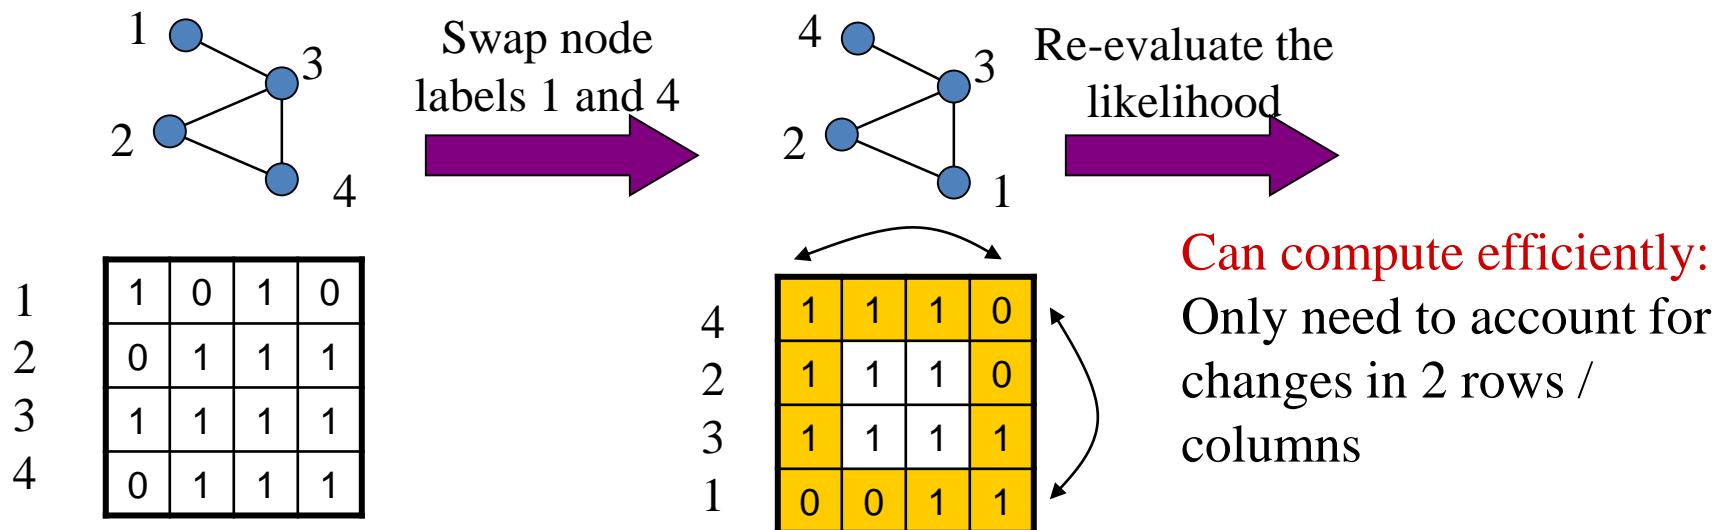 1
3
2
4
Swap node
labels 1 and 4
4
3
2
1
Re-evaluate the
likelihood
1 1 0 1 0
2 0 1 1 1
3 1 1 1 1
4 0 1 1 1
4 1 1 1 0
2 1 1 1 0
3 1 1 1 1
1 0 0 1 1
Can compute efficiently:
Only need to account for
changes in 2 rows /
columns